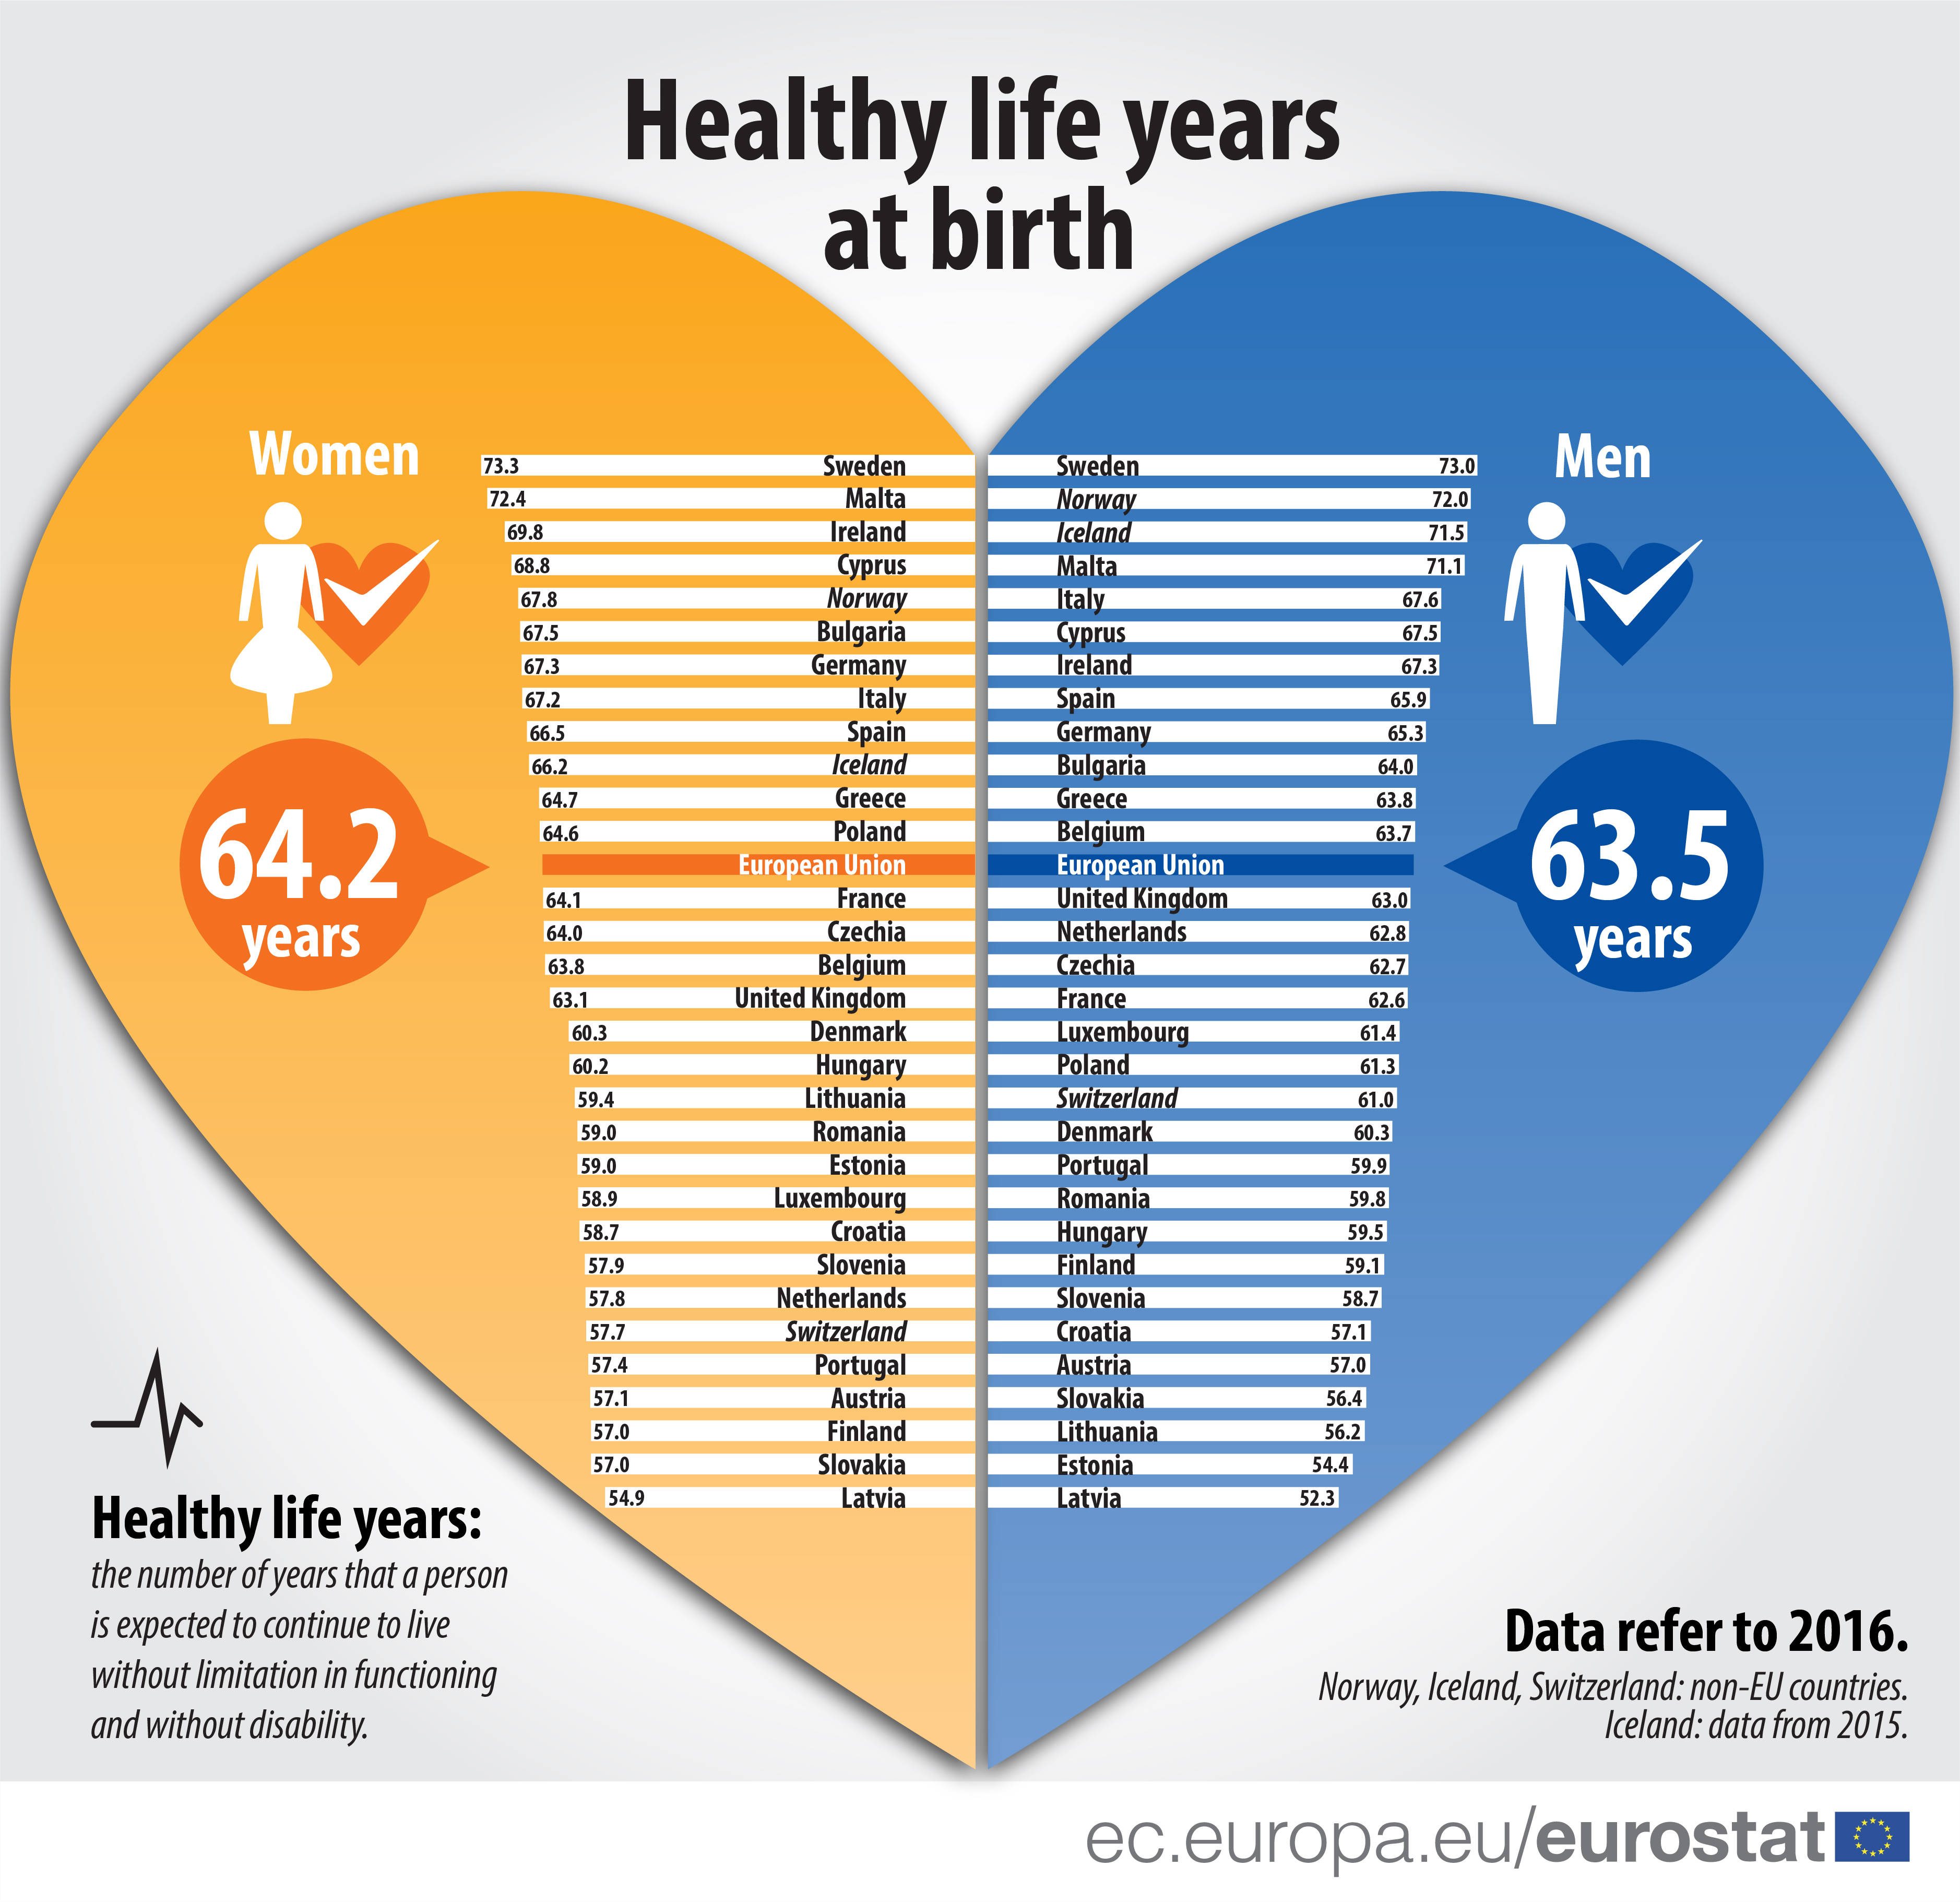 Healthy life years
at birth
Women
73.3 Sweden
72.4 Malta
69.8 Ireland
68.8 Cyprus
67.8 Norway
67.5 Bulgaria
67.3 Germany
67.2 Italy
66.5 Spain
66.2 Iceland
64.7 Greece
64.6 Poland
European Union
64.2
years
64.1 France
64.0 Czechia
63.8 Belgium
63.1 United Kingdom
60.3 Denmark
60.2 Hungary
59.4 Lithuania
59.0 Romania
59.0 Estonia
58.9 Luxembourg
58.7 Croatia
57.9 Slovenia
57.8 Netherlands
57.7 Switzerland
57.4 Portugal
57.1 Austria
57.0 Finland
57.0 Slovakia
54.9 Latvia
Men
Sweden 73.0
Norway 72.0
Iceland 71.5
Malta 71.1
Italy 67.6
Cyprus 67.5
Ireland 67.3
Spain 65.9
Germany 65.3
Bulgaria 64.0
Greece 63.8
Belgium 63.7
European Union
63.5
years
United Kingdom 63.0
Netherlands 62.8
Czechia 62.7
France 62.6
Luxembourg 61.4
Poland 61.3
Switzerland 61.0
Denmark 60.3
Portugal 59.9
Romania 59.8
Hungary 59.5
Finland 59.1
Slovenia 58.7
Croatia 57.1
Austria 57.0
Slovakia 56.4
Lithuania 56.2
Estonia 54.4
Latvia 52.3
Healthy life years:
the number of years that a person
is expected to continue to live
without limitation in functioning
and without disability.
Data refer to 2016.
Norway, Iceland, Switzerland: non-EU countries.
Iceland: data from 2015.
ec.europa.eu/eurostat